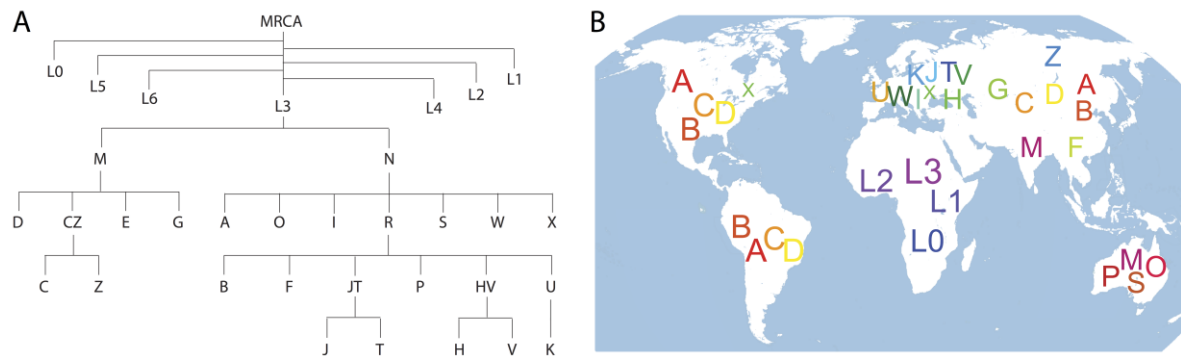 A
MRCA
L0
L5
L6
L3
L4
L2
L1
M N
D CZ E G A O I R S W X
C Z B F JT P HV U
J T H V K
B
A
C
D
X
B
B
A
C
D
U
W
K
J
T
V
I
X
H
G
C
Z
D
A
B
M
F
L2
L3
L1
L0
P
M
S
O